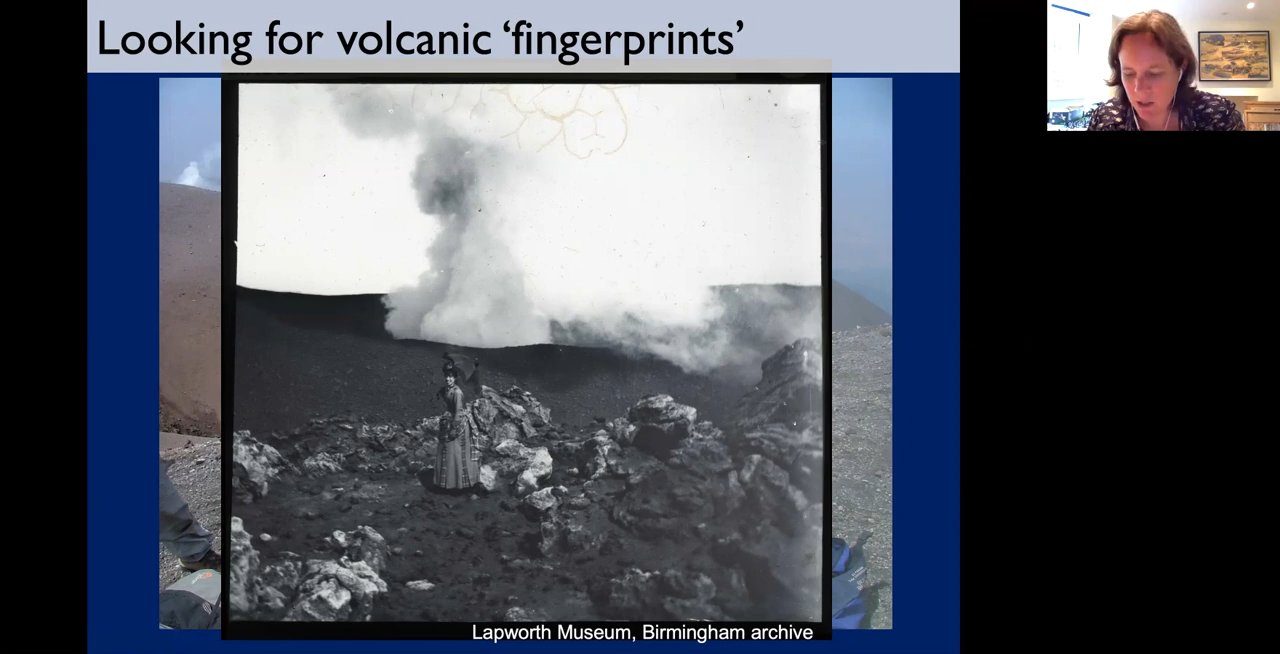 Looking for volcanic ‘fingerprints’
Lapworth Museum, Birmingham archive